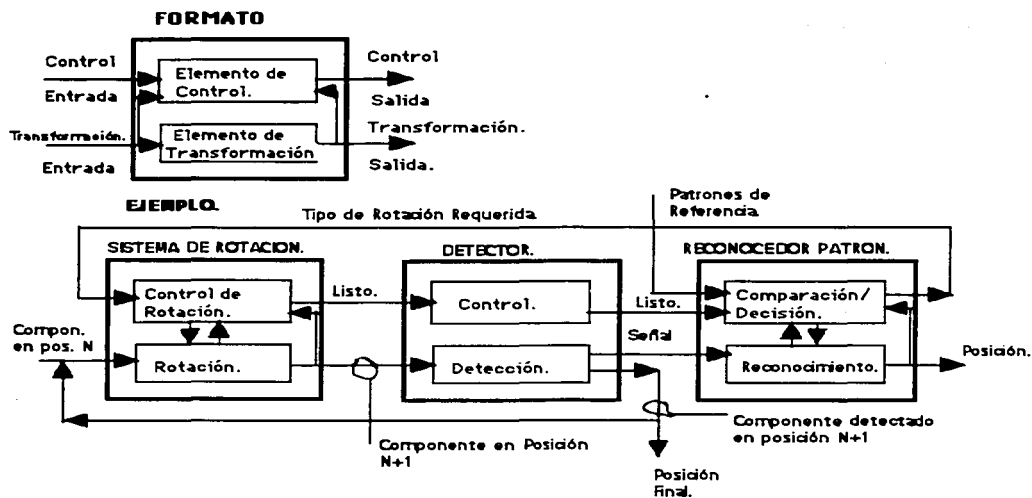 FORMATO
Control
Entrada
Transformación.
Entrada
Elemento de
Control.
Elemento de
Transformación
Control
Salida
Transformación.
Salida.
EJEMPLO.
Tipo de Rotación Requerida
Patrones de
Referencia
SISTEMA DE ROTACION.
DETECTOR.
RECONOCEDOR PATRON.
Control de
Rotación.
Listo.
Control.
Listo.
Comparación/
Decisión.
Compon.
en pos. N
Rotación.
Detección.
Señal
Reconocimiento.
Posición.
Componente en Posición
N+1
Componente detectado
en posición N+1
Posición
Final.